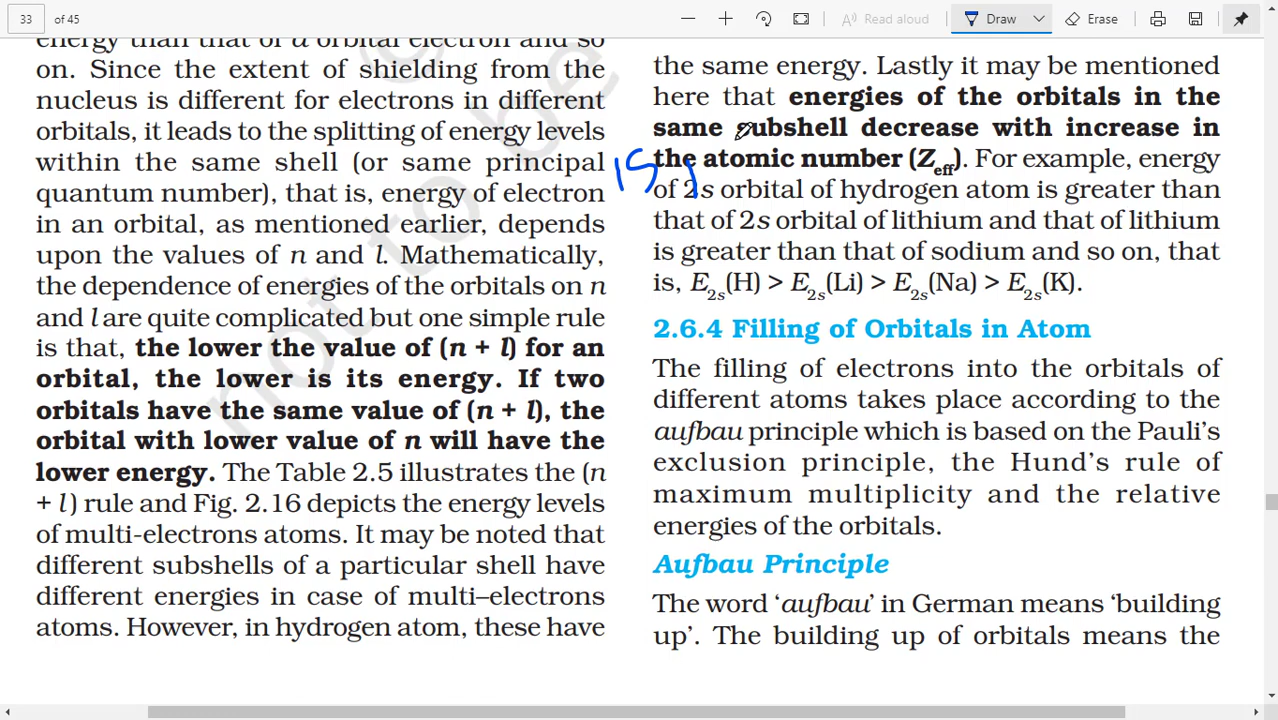 33 of 45 Read aloud Draw Erase
energy than that of d orbital electron and so
on. Since the extent of shielding from the
nucleus is different for electrons in different
orbitals, it leads to the splitting of energy levels
within the same shell (or same principal
quantum number), that is, energy of electron
in an orbital, as mentioned earlier, depends
upon the values of n and l. Mathematically,
the dependence of energies of the orbitals on n
and l are quite complicated but one simple rule
is that, the lower the value of (n + l) for an
orbital, the lower is its energy. If two
orbitals have the same value of (n + l), the
orbital with lower value of n will have the
lower energy. The Table 2.5 illustrates the (n
+ l ) rule and Fig. 2.16 depicts the energy levels
of multi-electrons atoms. It may be noted that
different subshells of a particular shell have
different energies in case of multi–electrons
atoms. However, in hydrogen atom, these have
the same energy. Lastly it may be mentioned
here that energies of the orbitals in the
same subshell decrease with increase in
the atomic number (Zeff). For example, energy
of 2s orbital of hydrogen atom is greater than
that of 2s orbital of lithium and that of lithium
is greater than that of sodium and so on, that
is, E2s(H) > E2s(Li) > E2s(Na) > E2s(K).
2.6.4 Filling of Orbitals in Atom
The filling of electrons into the orbitals of
different atoms takes place according to the
aufbau principle which is based on the Pauli's
exclusion principle, the Hund's rule of
maximum multiplicity and the relative
energies of the orbitals.
Aufbau Principle
The word 'aufbau' in German means 'building
up'. The building up of orbitals means the
not to be